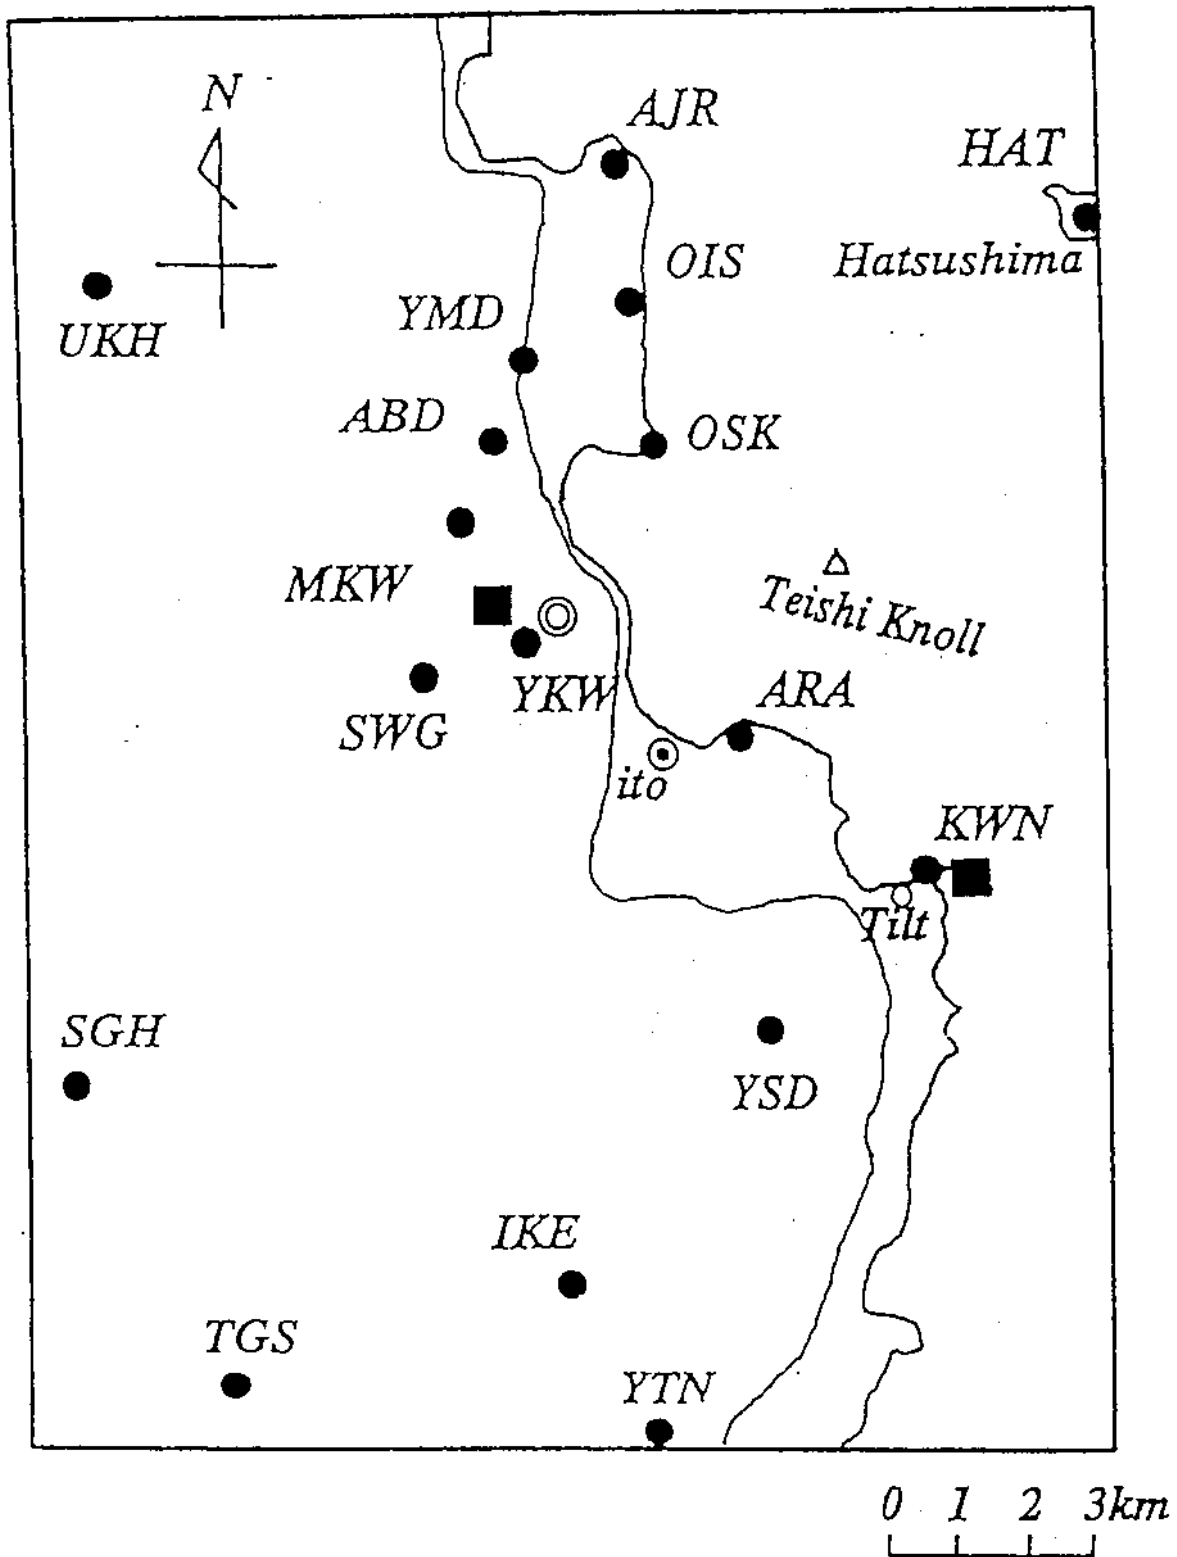 N
AJR
HAT
OIS
Hatsushima
YMD
UKH
ABD
OSK
MKW
Teishi Knoll
YKW
ARA
SWG
ito
KWN
Tilt
SGH
YSD
IKE
TGS
YTN
0 1 2 3km